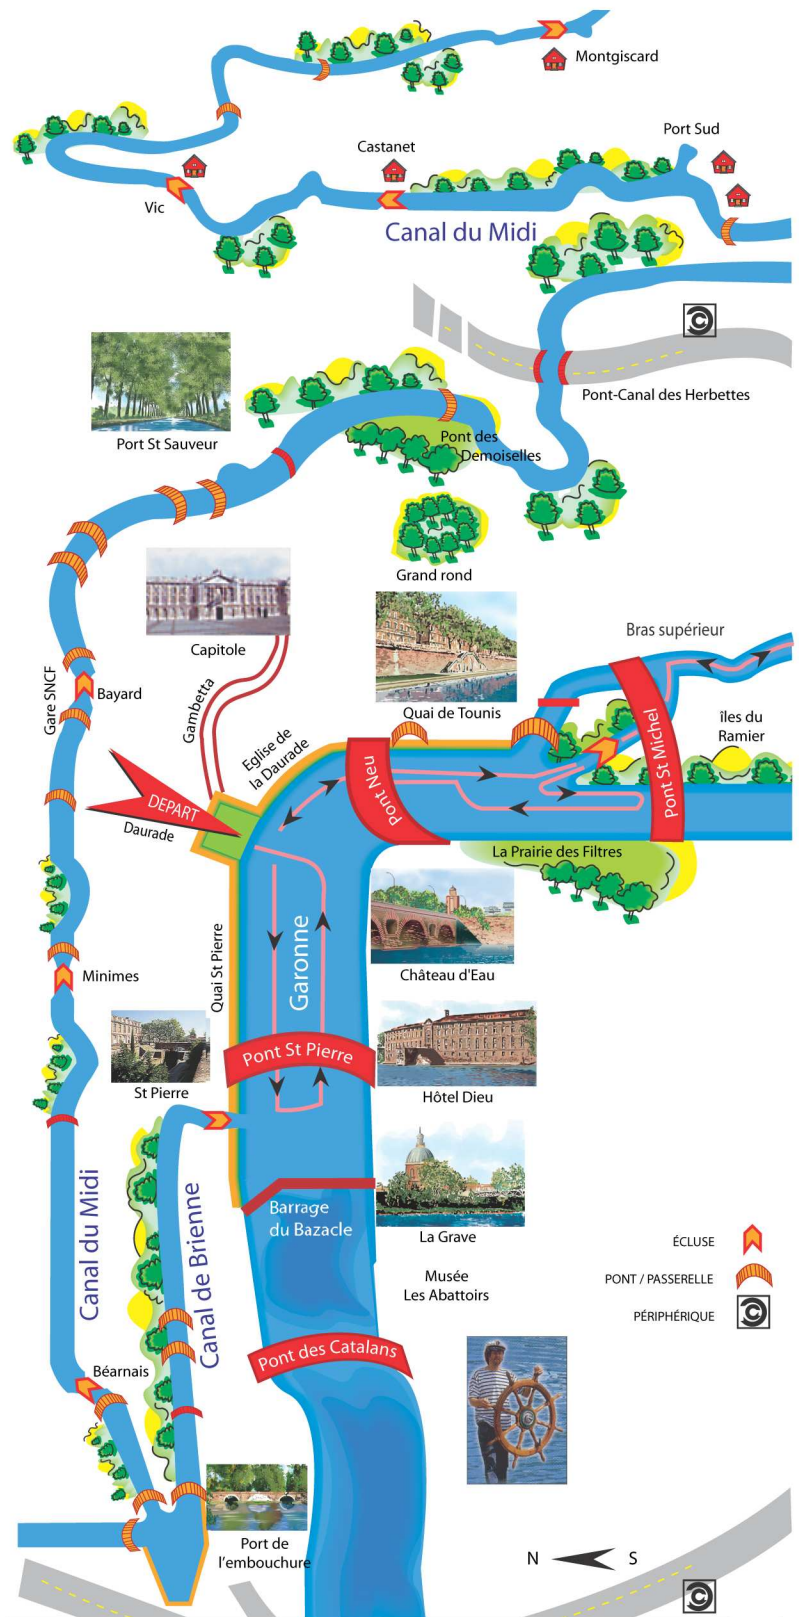 Montgiscard
Port Sud
Castanet
Vic
Canal du Midi
Pont-Canal des Herbettes
Port St Sauveur
Pont des
Demoiselles
Grand rond
Capitole
Bras supérieur
Gare SNCF
Bayard
Gambetta
Quai de Tounis
Eglise de
la Daurade
îles du
Ramier
Pont Neu
Pont St Michel
DEPART
Daurade
La Prairie des Filtres
Garonne
Quai St Pierre
Château d'Eau
Minimes
Pont St Pierre
St Pierre
Hôtel Dieu
Canal du Midi
Canal de Brienne
Barrage
du Bazacle
La Grave
ÉCLUSE
Musée
Les Abattoirs
PONT / PASSERELLE
PÉRIPHÉRIQUE
Pont des Catalans
Béarnais
Port de
l'embouchure
N S